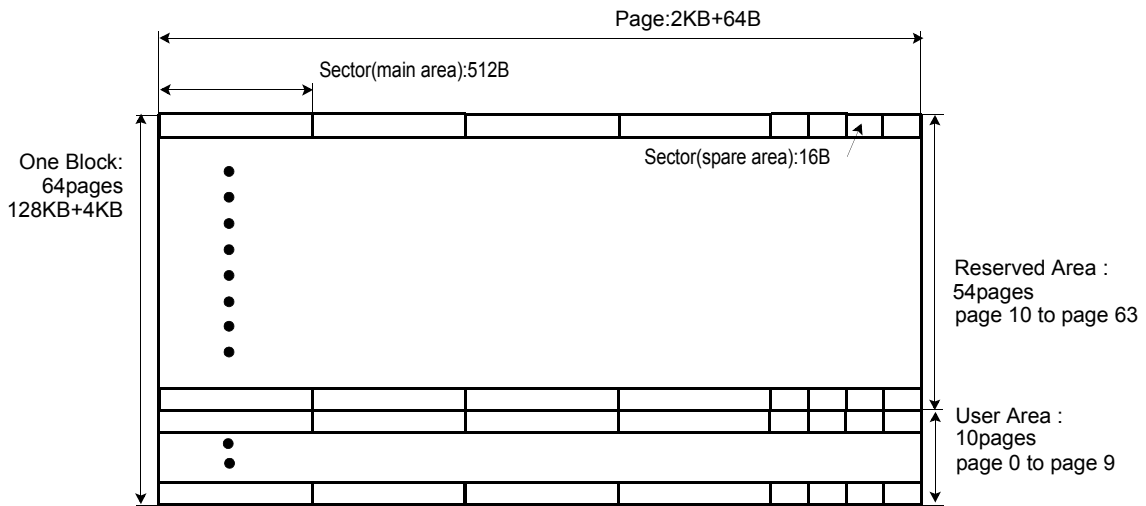 Page:2KB+64B
Sector(main area):512B
One Block:
64pages
128KB+4KB
Sector(spare area):16B
Reserved Area :
54pages
page 10 to page 63
User Area :
10pages
page 0 to page 9